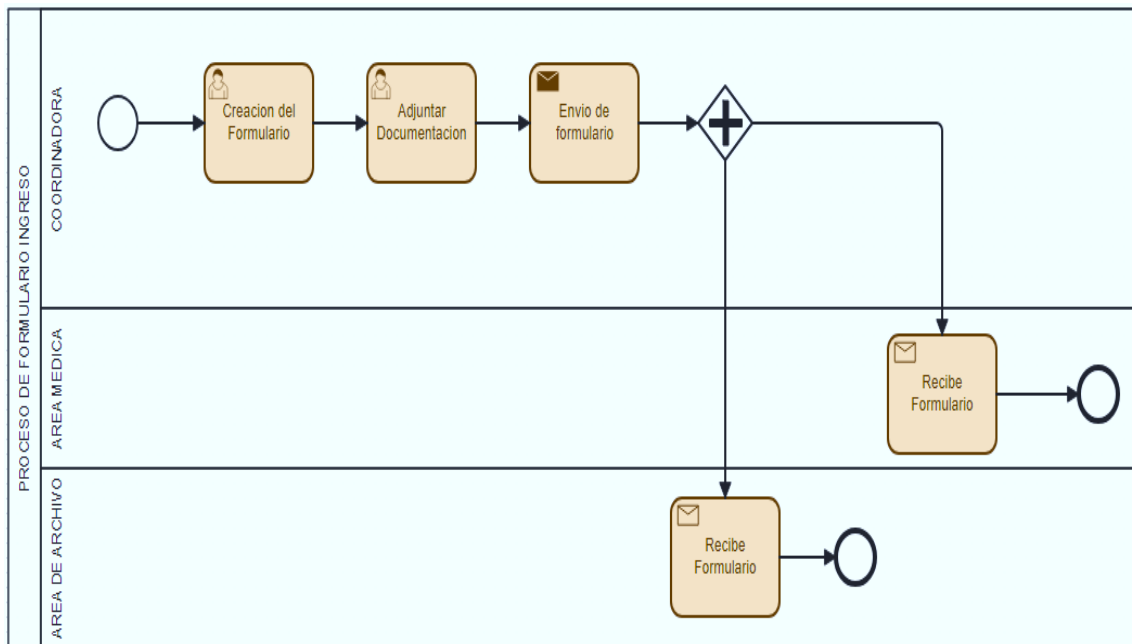 PROCESO DE FORMULARIO INGRESO
COORDINADORA
Creacion del
Formulario
Adjuntar
Documentacion
Envio de
formulario
AREA MEDICA
Recibe
Formulario
AREA DE ARCHIVO
Recibe
Formulario